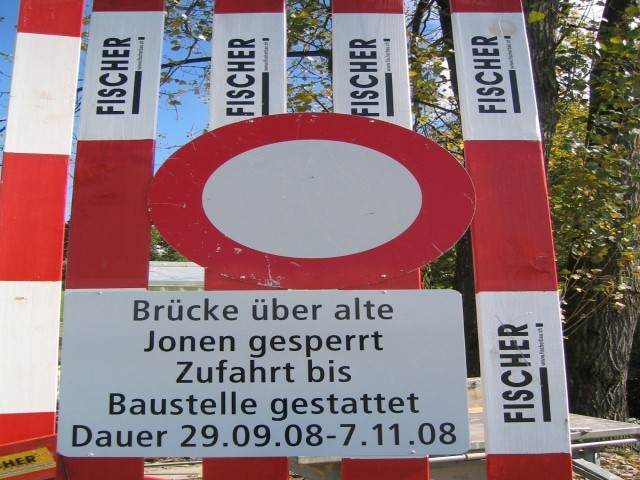 FISCHER
FISCHER
FISCHER
FISCHER
Brücke über alte
Jonen gesperrt
Zufahrt bis
Baustelle gestattet
Dauer 29.09.08-7.11.08
FISCHER
FISCHER